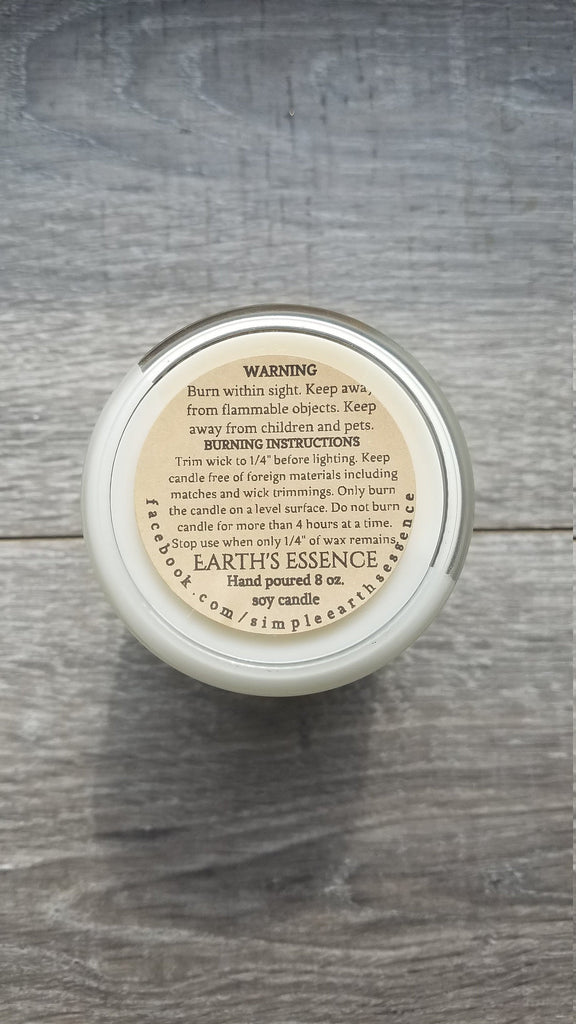 WARNING
Burn within sight. Keep away
from flammable objects. Keep
away from children and pets.
BURNING INSTRUCTIONS
Trim wick to 1/4" before lighting. Keep
candle free of foreign materials including
matches and wick trimmings. Only burn
the candle on a level surface. Do not burn
candle for more than 4 hours at a time.
Stop use when only 1/4" of wax remains.
EARTH'S ESSENCE
Hand poured 8 oz.
soy candle
facebook.com/simpleearthsessence